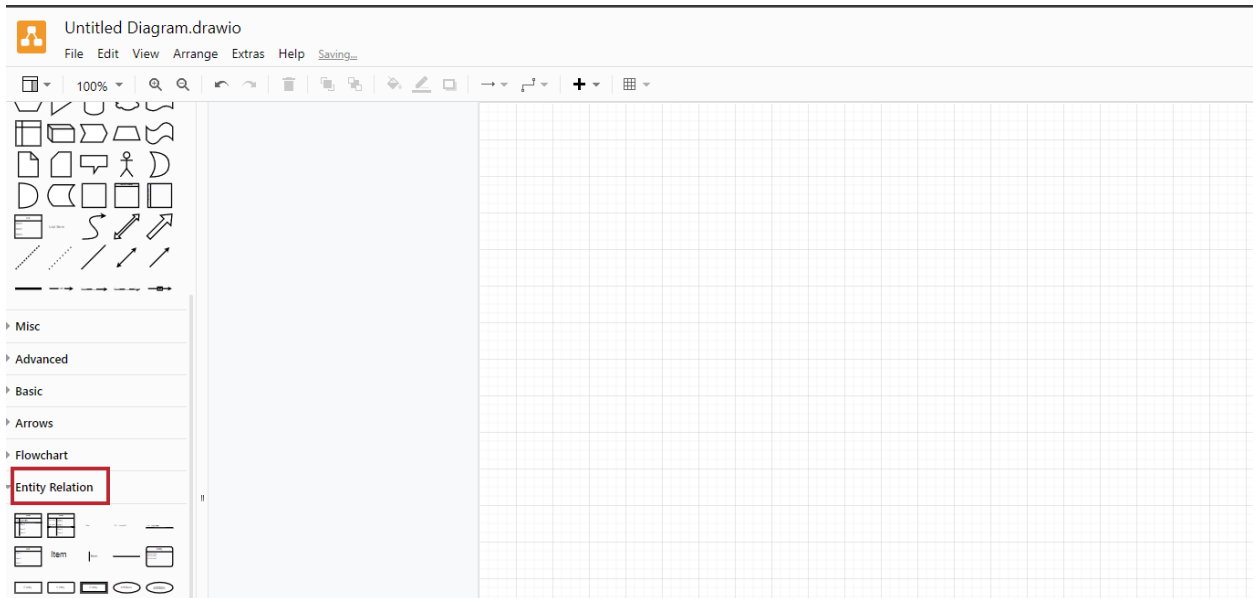 Untitled Diagram.drawio
File Edit View Arrange Extras Help Saving...
100%
Misc
Advanced
Basic
Arrows
Flowchart
Entity Relation
Item